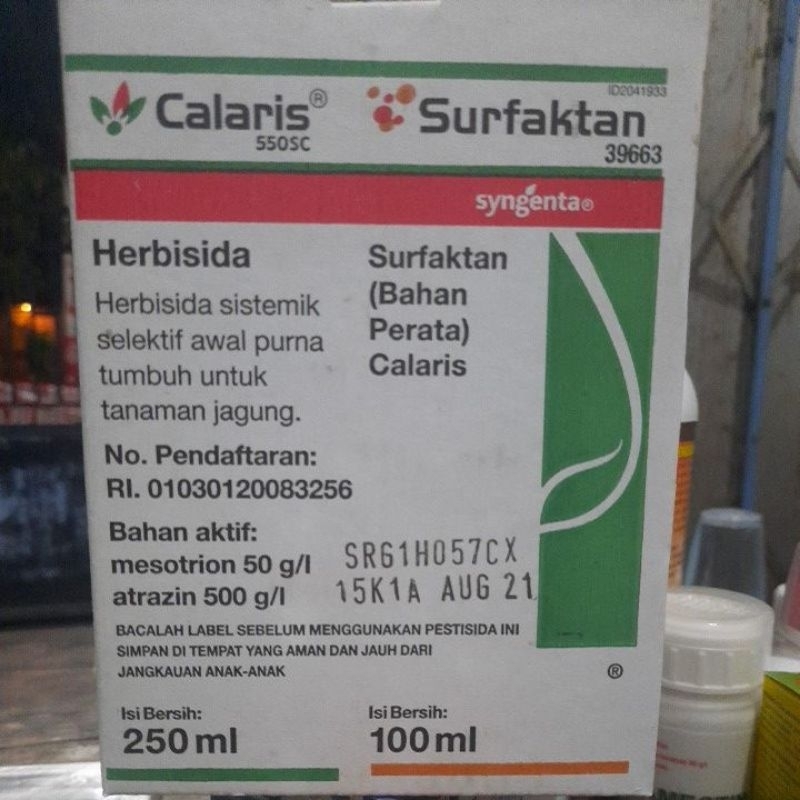 ID2041933
Calaris®
550SC
Surfaktan
39663
syngenta®
Herbisida
Herbisida sistemik
selektif awal purna
tumbuh untuk
tanaman jagung.
Surfaktan
(Bahan
Perata)
Calaris
No. Pendaftaran:
RI. 01030120083256
Bahan aktif:
mesotrion 50 g/l
atrazin 500 g/l
SR61H057CX
15K1A AUG 21
BACALAH LABEL SEBELUM MENGGUNAKAN PESTISIDA INI
SIMPAN DI TEMPAT YANG AMAN DAN JAUH DARI
JANGKAUAN ANAK-ANAK
®
Isi Bersih:
250 ml
Isi Bersih:
100 ml